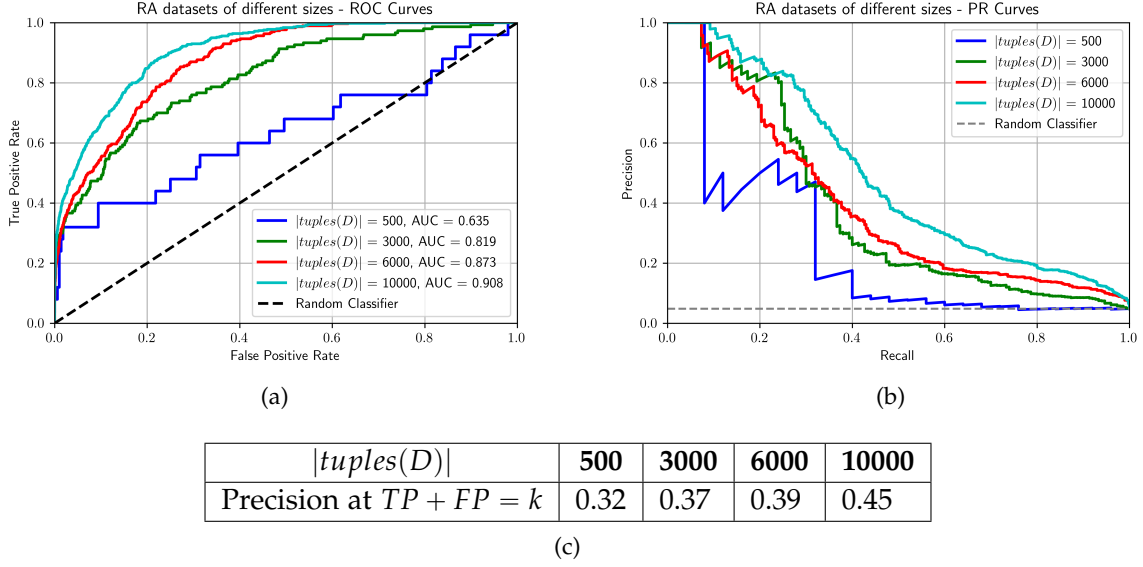 RA datasets of different sizes - ROC Curves
1.0
0.8
0.6
0.4
0.2
0.0
True Positive Rate
|tuples(D)| = 500, AUC = 0.635
|tuples(D)| = 3000, AUC = 0.819
|tuples(D)| = 6000, AUC = 0.873
|tuples(D)| = 10000, AUC = 0.908
Random Classifier
0.0 0.2 0.4 0.6 0.8 1.0
False Positive Rate
(a)
RA datasets of different sizes - PR Curves
1.0
0.8
0.6
0.4
0.2
0.0
Precision
|tuples(D)| = 500
|tuples(D)| = 3000
|tuples(D)| = 6000
|tuples(D)| = 10000
Random Classifier
0.0 0.2 0.4 0.6 0.8 1.0
Recall
(b)
|tuples(D)| 500 3000 6000 10000
Precision at TP + FP = k 0.32 0.37 0.39 0.45
(c)